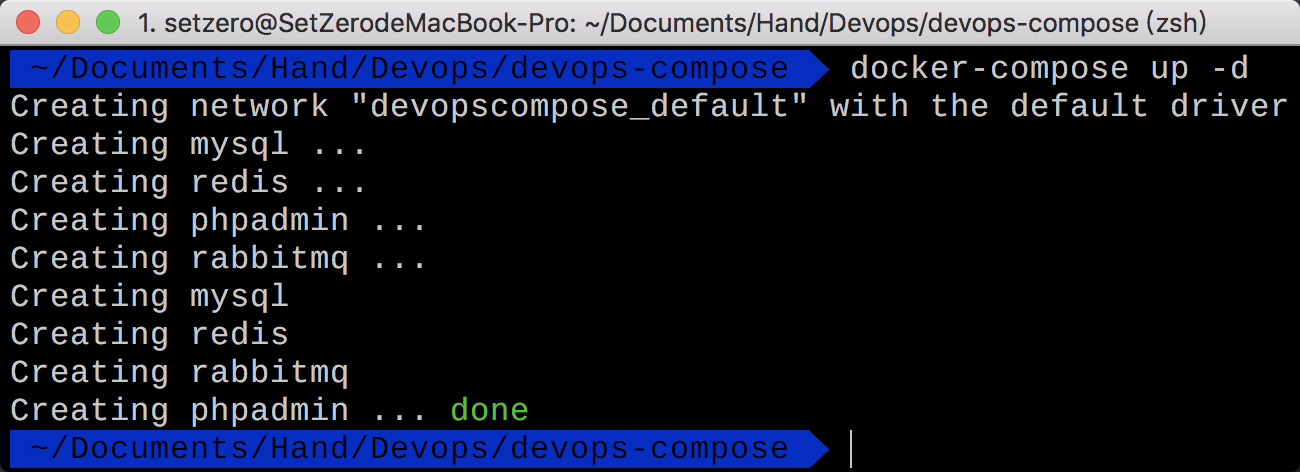 1. setzero@SetZerodeMacBook-Pro: ~/Documents/Hand/Devops/devops-compose (zsh)
~/Documents/Hand/Devops/devops-compose docker-compose up -d
Creating network "devopscompose_default" with the default driver
Creating mysql ...
Creating redis ...
Creating phpadmin ...
Creating rabbitmq ...
Creating mysql
Creating redis
Creating rabbitmq
Creating phpadmin ... done
~/Documents/Hand/Devops/devops-compose